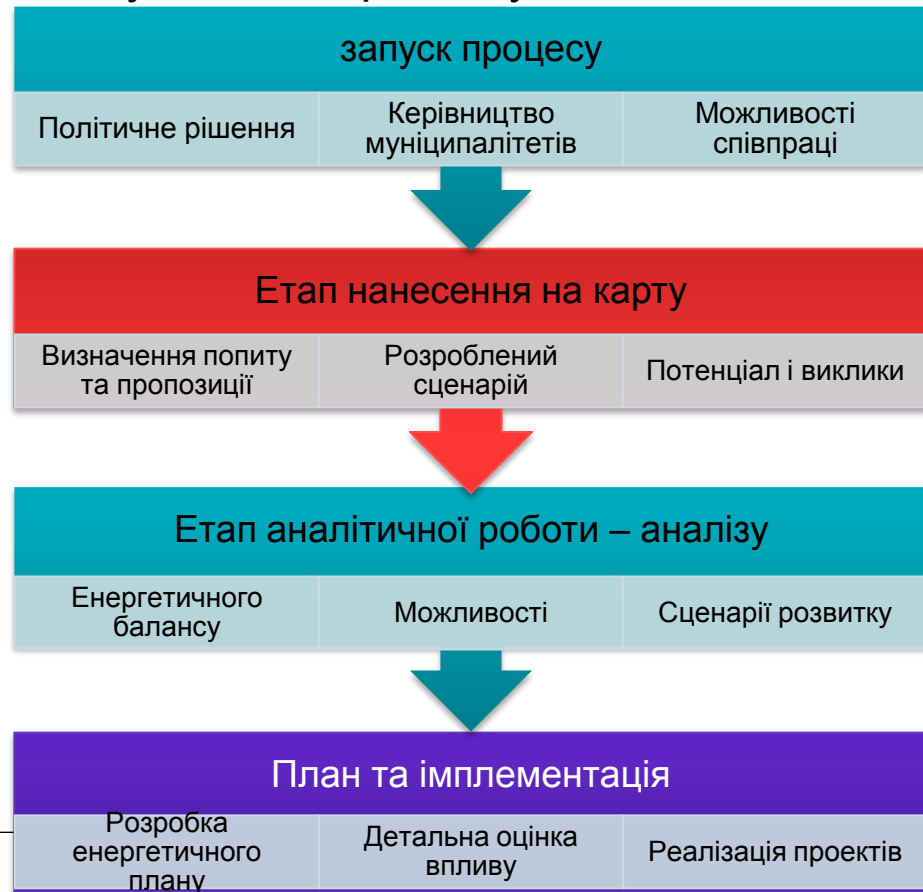 запуск процесу
Політичне рішення
Керівництво
муніципалітетів
Можливості
співпраці
Етап нанесення на карту
Визначення попиту
та пропозиції
Розроблений
сценарій
Потенціал і виклики
Етап аналітичної роботи – аналізу
Енергетичного
балансу
Можливості
Сценарії розвитку
План та імплементація
Розробка
енергетичного
плану
Детальна оцінка
впливу
Реалізація проектів